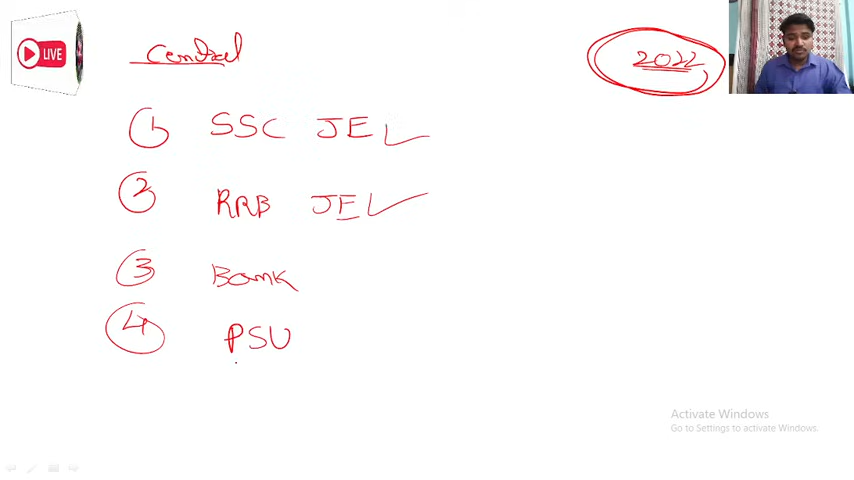 LIVE
Central
2022
1 SSC JE
2 RRB JE
3 Bank
4 PSU
Activate Windows
Go to Settings to activate Windows.